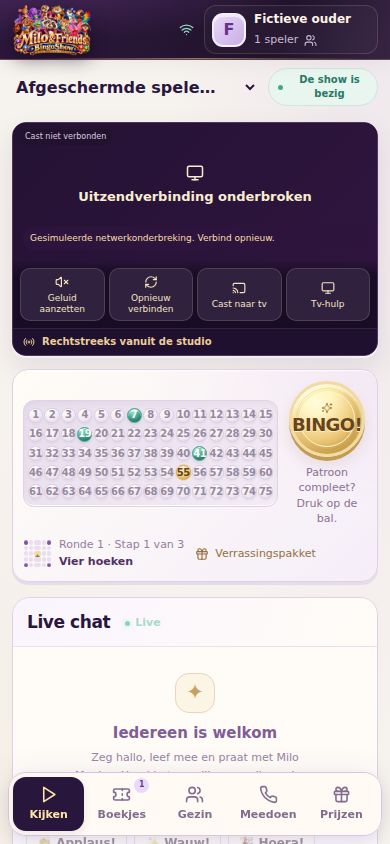 Milo & Friends
BingoShow
F
Fictieve ouder
1 speler
Afgeschermde spele...
De show is
bezig
Cast niet verbonden
Uitzendverbinding onderbroken
Gesimuleerde netwerkonderbreking. Verbind opnieuw.
Geluid
aanzetten
Opnieuw
verbinden
Cast naar tv
Tv-hulp
Rechtstreeks vanuit de studio
1 2 3 4 5 6 7 8 9 10 11 12 13 14 15
16 17 18 19 20 21 22 23 24 25 26 27 28 29 30
31 32 33 34 35 36 37 38 39 40 41 42 43 44 45
46 47 48 49 50 51 52 53 54 55 56 57 58 59 60
61 62 63 64 65 66 67 68 69 70 71 72 73 74 75
BINGO!
Patroon
compleet?
Druk op de
bal.
Ronde 1 · Stap 1 van 3
Vier hoeken
Verrassingspakket
Live chat
Live
Iedereen is welkom
Zeg hallo, leef mee en praat met Milo
1
Kijken
Boekjes
Gezin
Meedoen
Prijzen
Applaus!
Wauw!
Hoera!